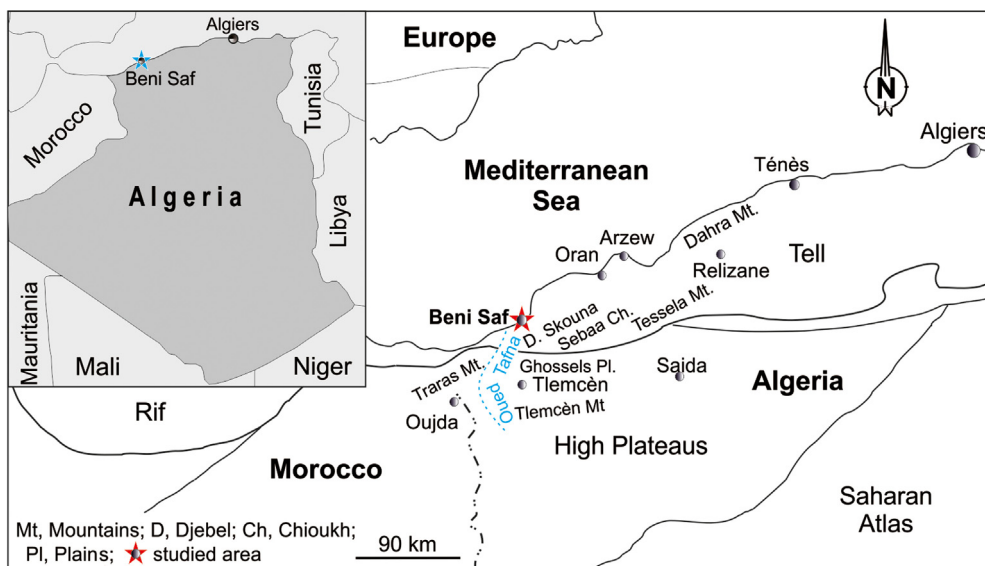 Algiers
Beni Saf
Morocco
Tunisia
Algeria
Libya
Mauritania
Mali
Niger
Europe
N
Mediterranean
Sea
Algiers
Ténès
Dahra Mt.
Arzew
Oran
Relizane
Tell
Beni Saf
D. Skouna
Sebaa Ch.
Tessela Mt.
Traras Mt.
Oued Tafna
Ghossels Pl.
Tlemcèn
Saida
Algeria
Oujda
Tlemcèn Mt
Rif
High Plateaus
Morocco
Saharan
Atlas
Mt, Mountains; D, Djebel; Ch, Chioukh;
Pl, Plains; studied area
90 km